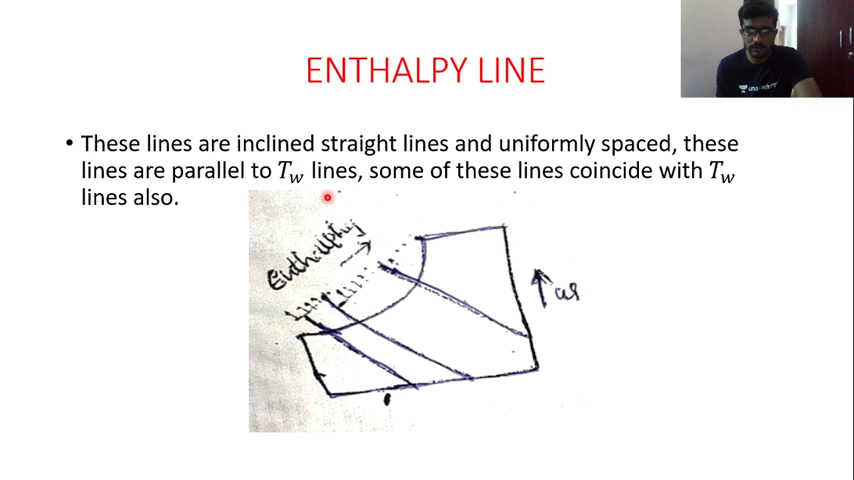 ENTHALPY LINE
• These lines are inclined straight lines and uniformly spaced, these
lines are parallel to T_w lines, some of these lines coincide with T_w
lines also.
Enthalphy